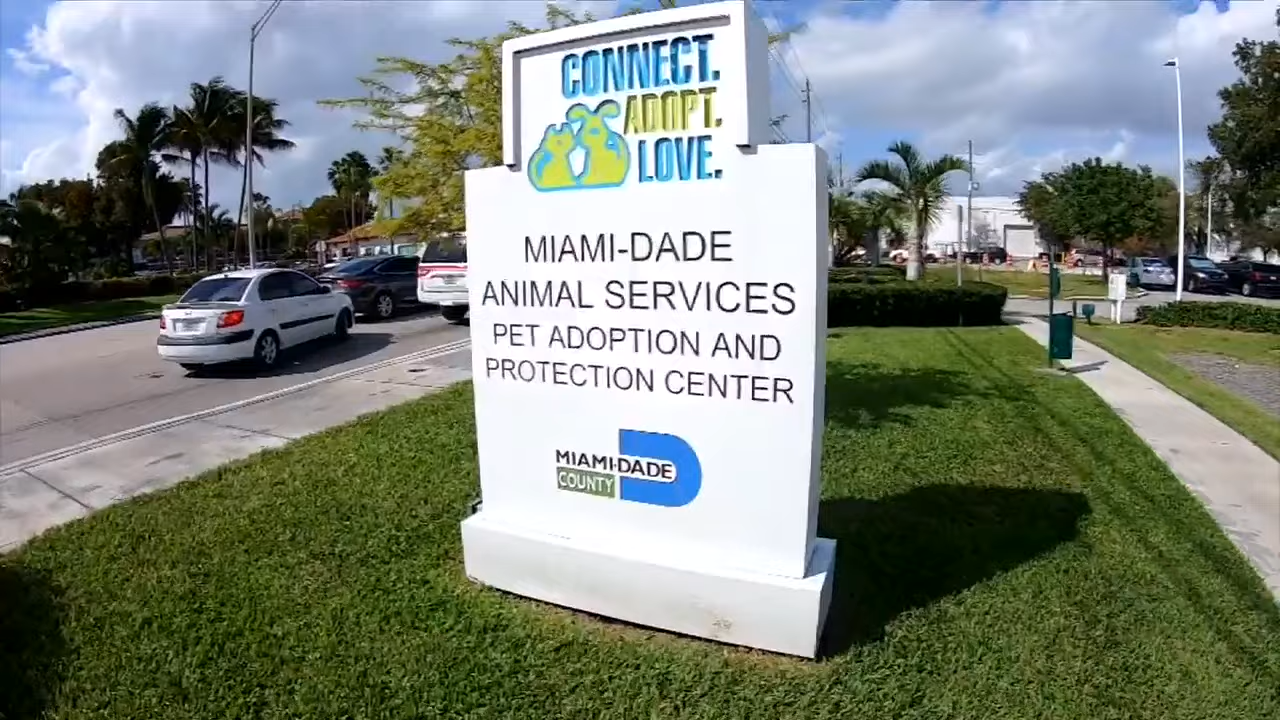 CONNECT.
ADOPT.
LOVE.
MIAMI-DADE
ANIMAL SERVICES
PET ADOPTION AND
PROTECTION CENTER
MIAMI-DADE
COUNTY